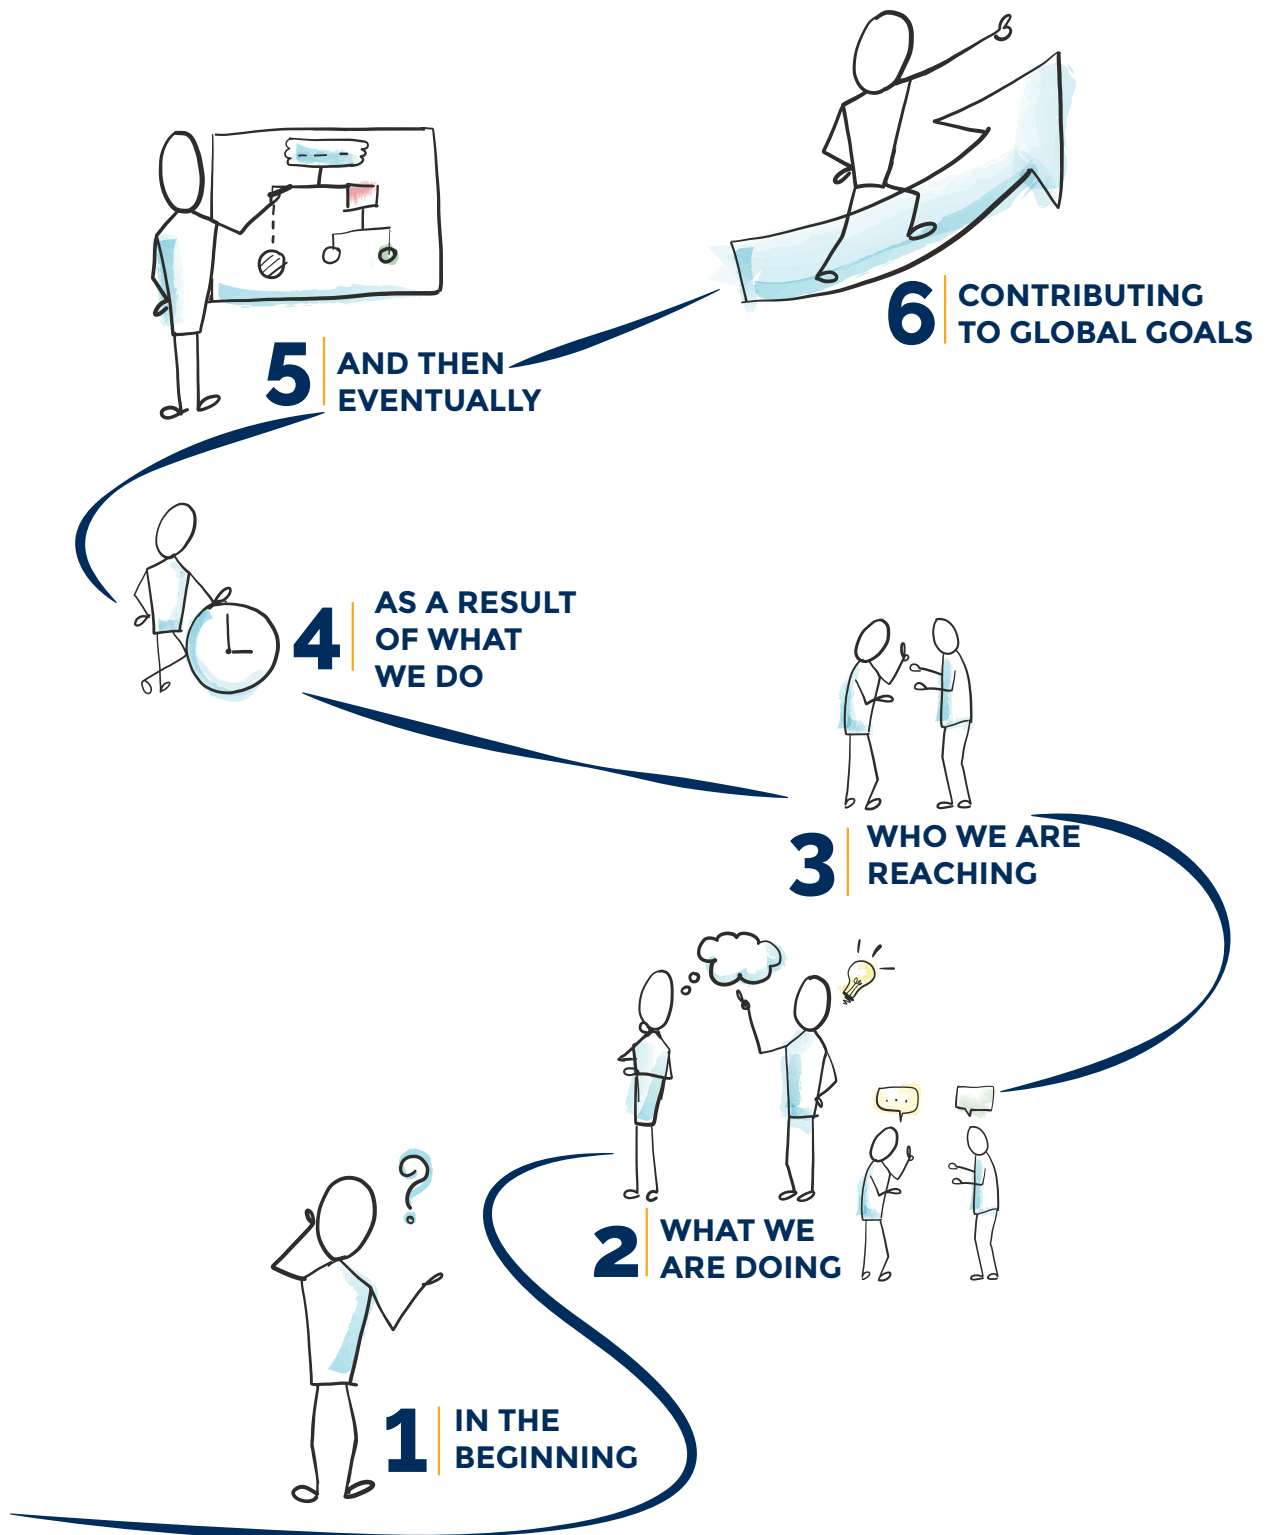 6
CONTRIBUTING
TO GLOBAL GOALS
5
AND THEN
EVENTUALLY
4
AS A RESULT
OF WHAT
WE DO
3
WHO WE ARE
REACHING
?
2
WHAT WE
ARE DOING
1
IN THE
BEGINNING